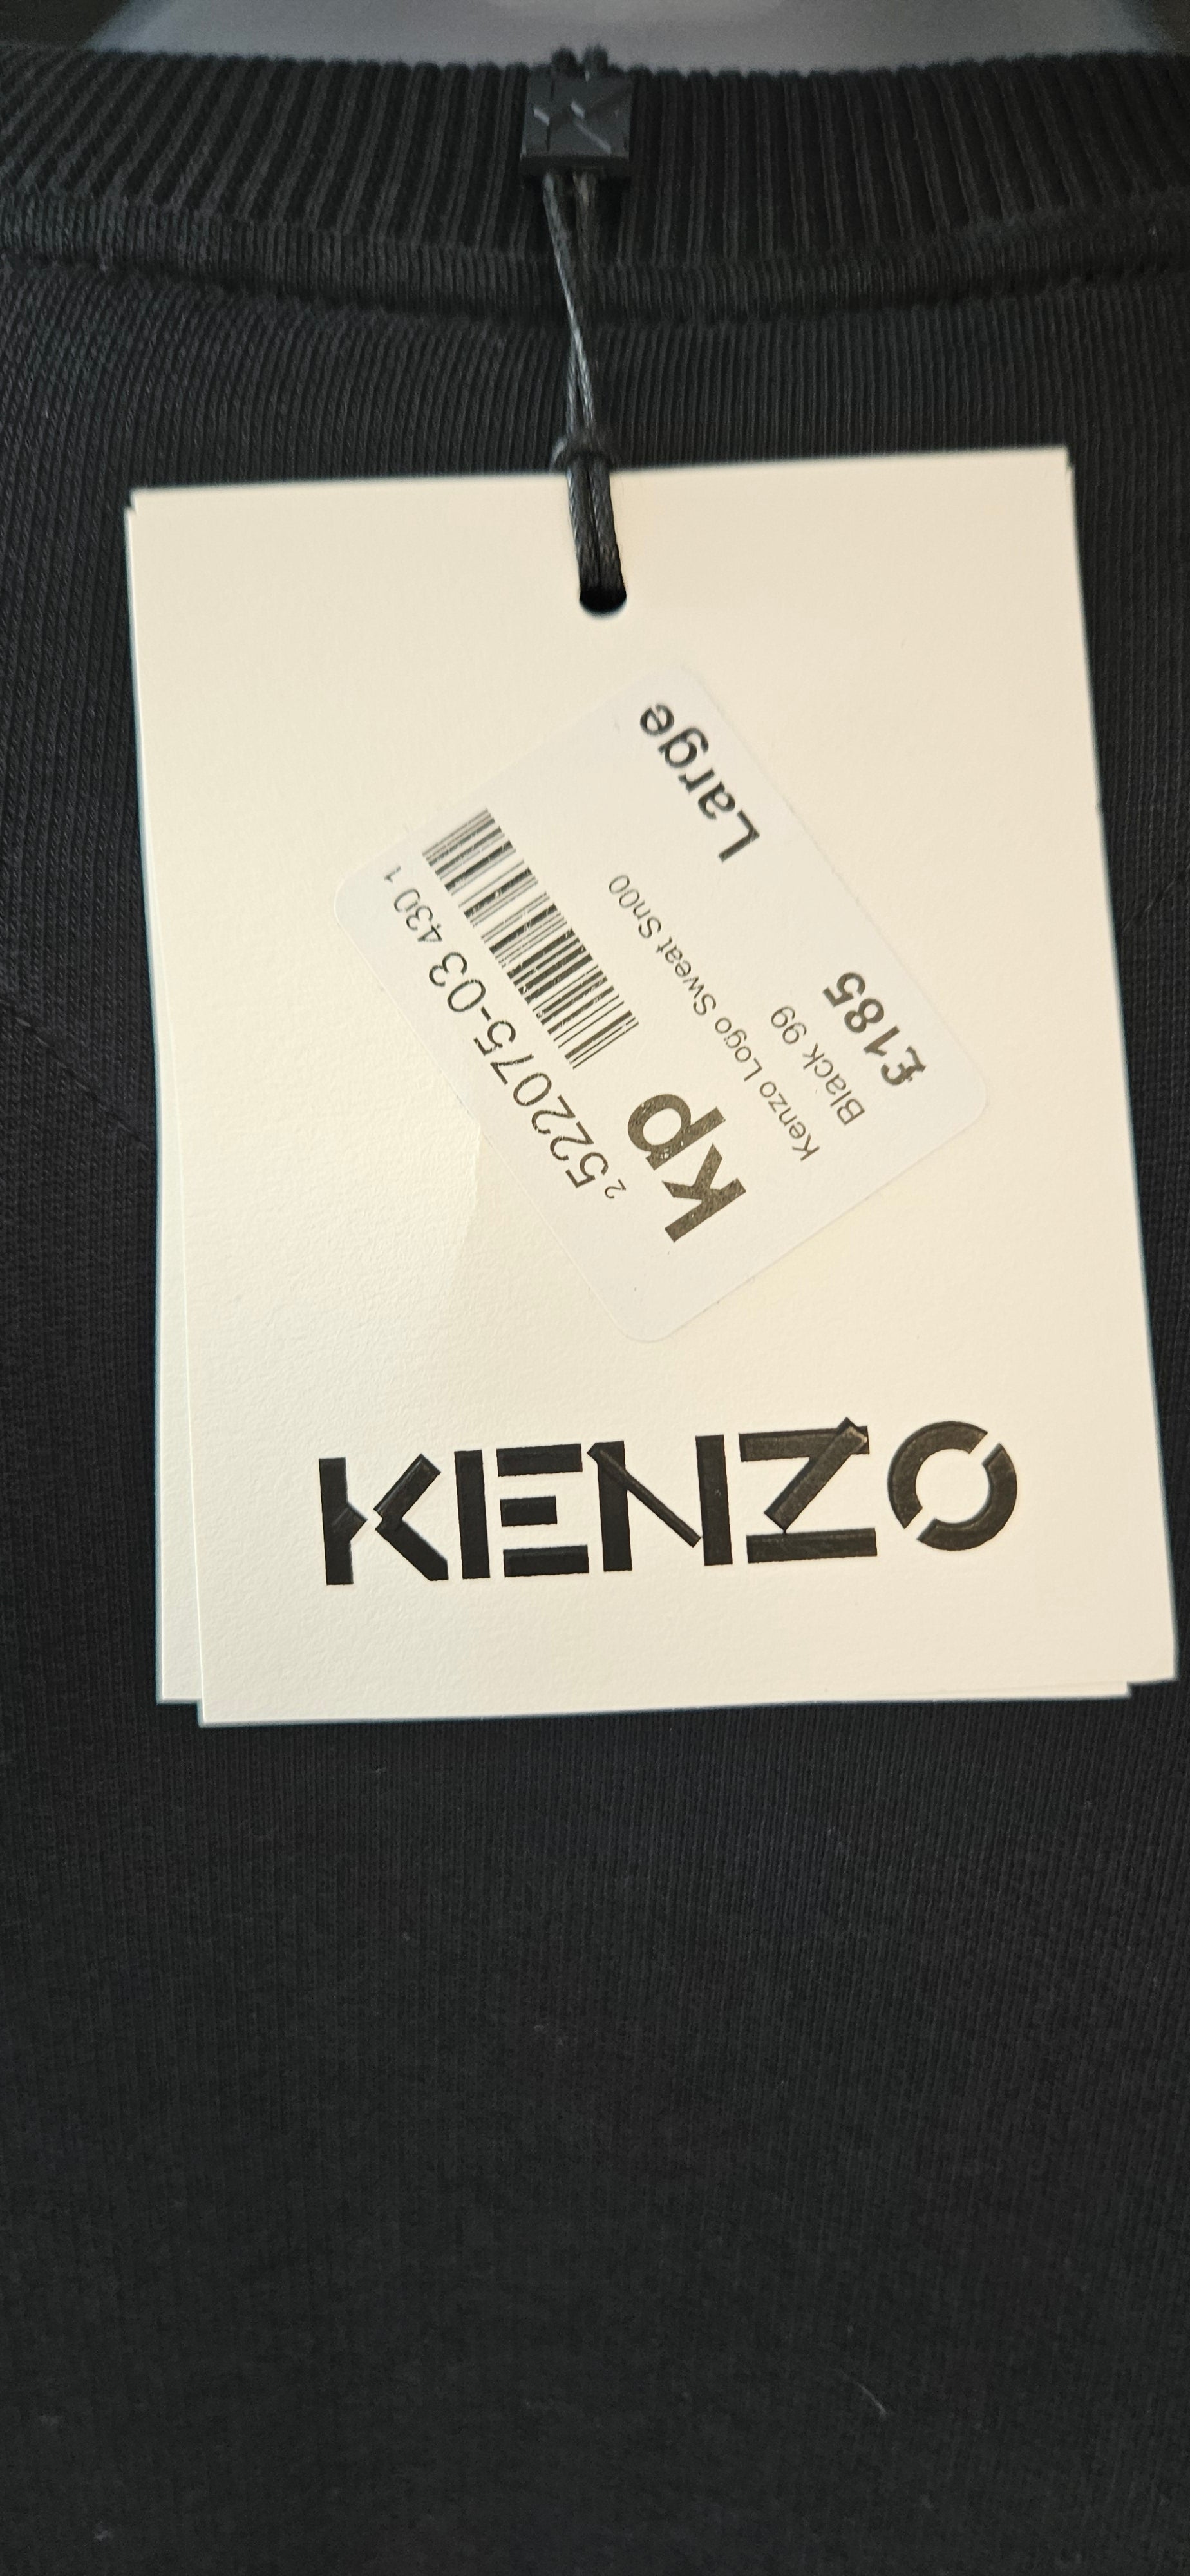 £185
Black 99
Kenzo Logo Sweat Sn00
Large
kp
2 522075-03 430 1
KENZO